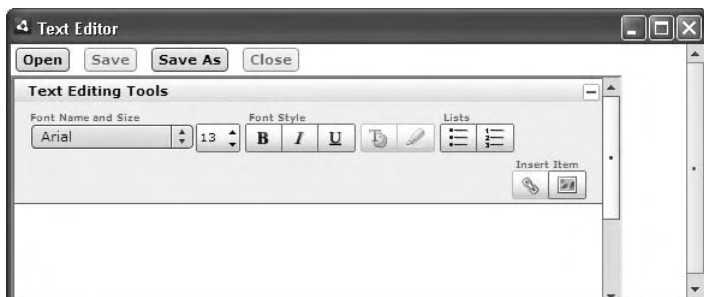 Text Editor
Open Save Save As Close
Text Editing Tools
Font Name and Size Font Style Lists
Arial 13 B I U
Insert Item